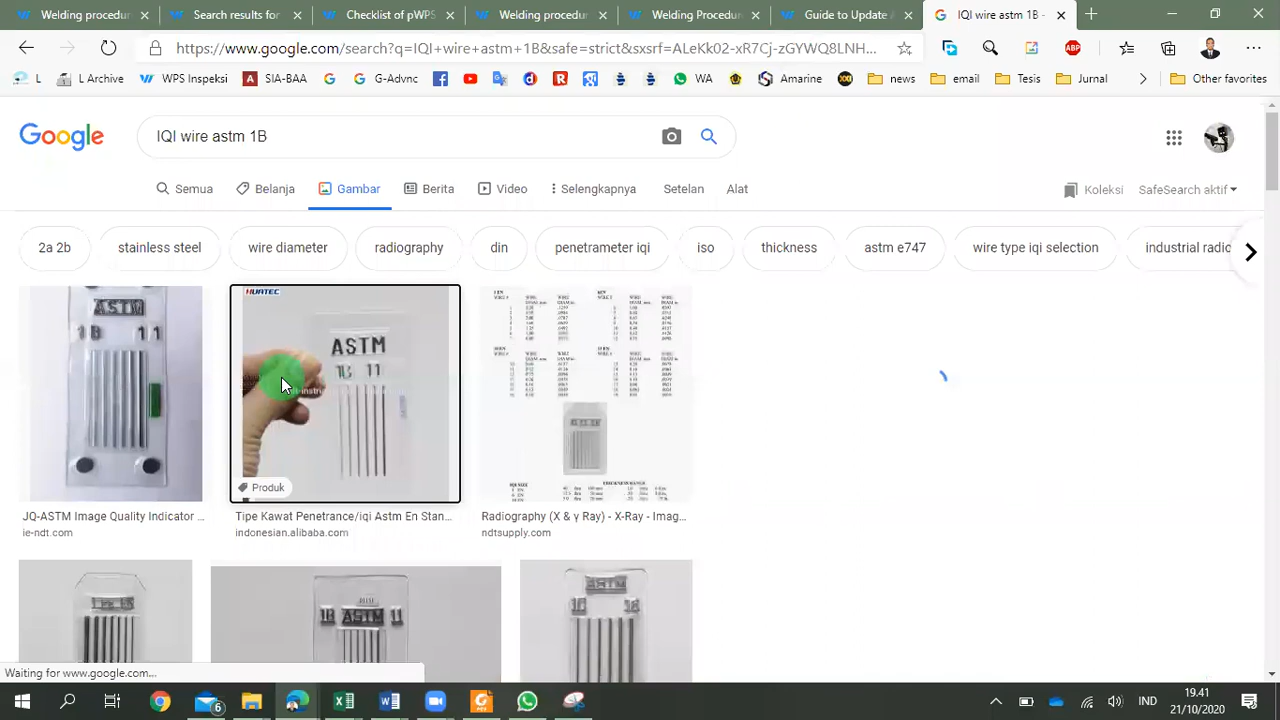 Welding procedur
Search results for
Checklist of pWPS
Welding procedur
Welding Procedur
Guide to Update A
IQI wire astm 1B -
https://www.google.com/search?q=IQI+wire+astm+1B&safe=strict&sxsrf=ALeKk02-xR7Cj-zGYWQ8LNH...
L
L Archive
WPS Inspeksi
SIA-BAA
G-Advnc
WA
Amarine
news
email
Tesis
Jurnal
Other favorites
Google
IQI wire astm 1B
Semua
Belanja
Gambar
Berita
Video
Selengkapnya
Setelan
Alat
Koleksi
SafeSearch aktif
2a 2b
stainless steel
wire diameter
radiography
din
penetrameter iqi
iso
thickness
astm e747
wire type iqi selection
industrial radio
ASTM
1B 11
HUATEC
ASTM
1B 11
Produk
JQ-ASTM Image Quality Indicator ...
ie-ndt.com
Tipe Kawat Penetrance/iqi Astm En Stan...
indonesian.alibaba.com
Radiography (X & γ Ray) - X-Ray - Imag...
ndtsupply.com
1B ASTM 11
ASTM
Waiting for www.google.com...
6
IND
19.41
21/10/2020